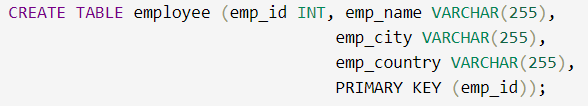 CREATE TABLE employee (emp_id INT, emp_name VARCHAR(255),
emp_city VARCHAR(255),
emp_country VARCHAR(255),
PRIMARY KEY (emp_id));